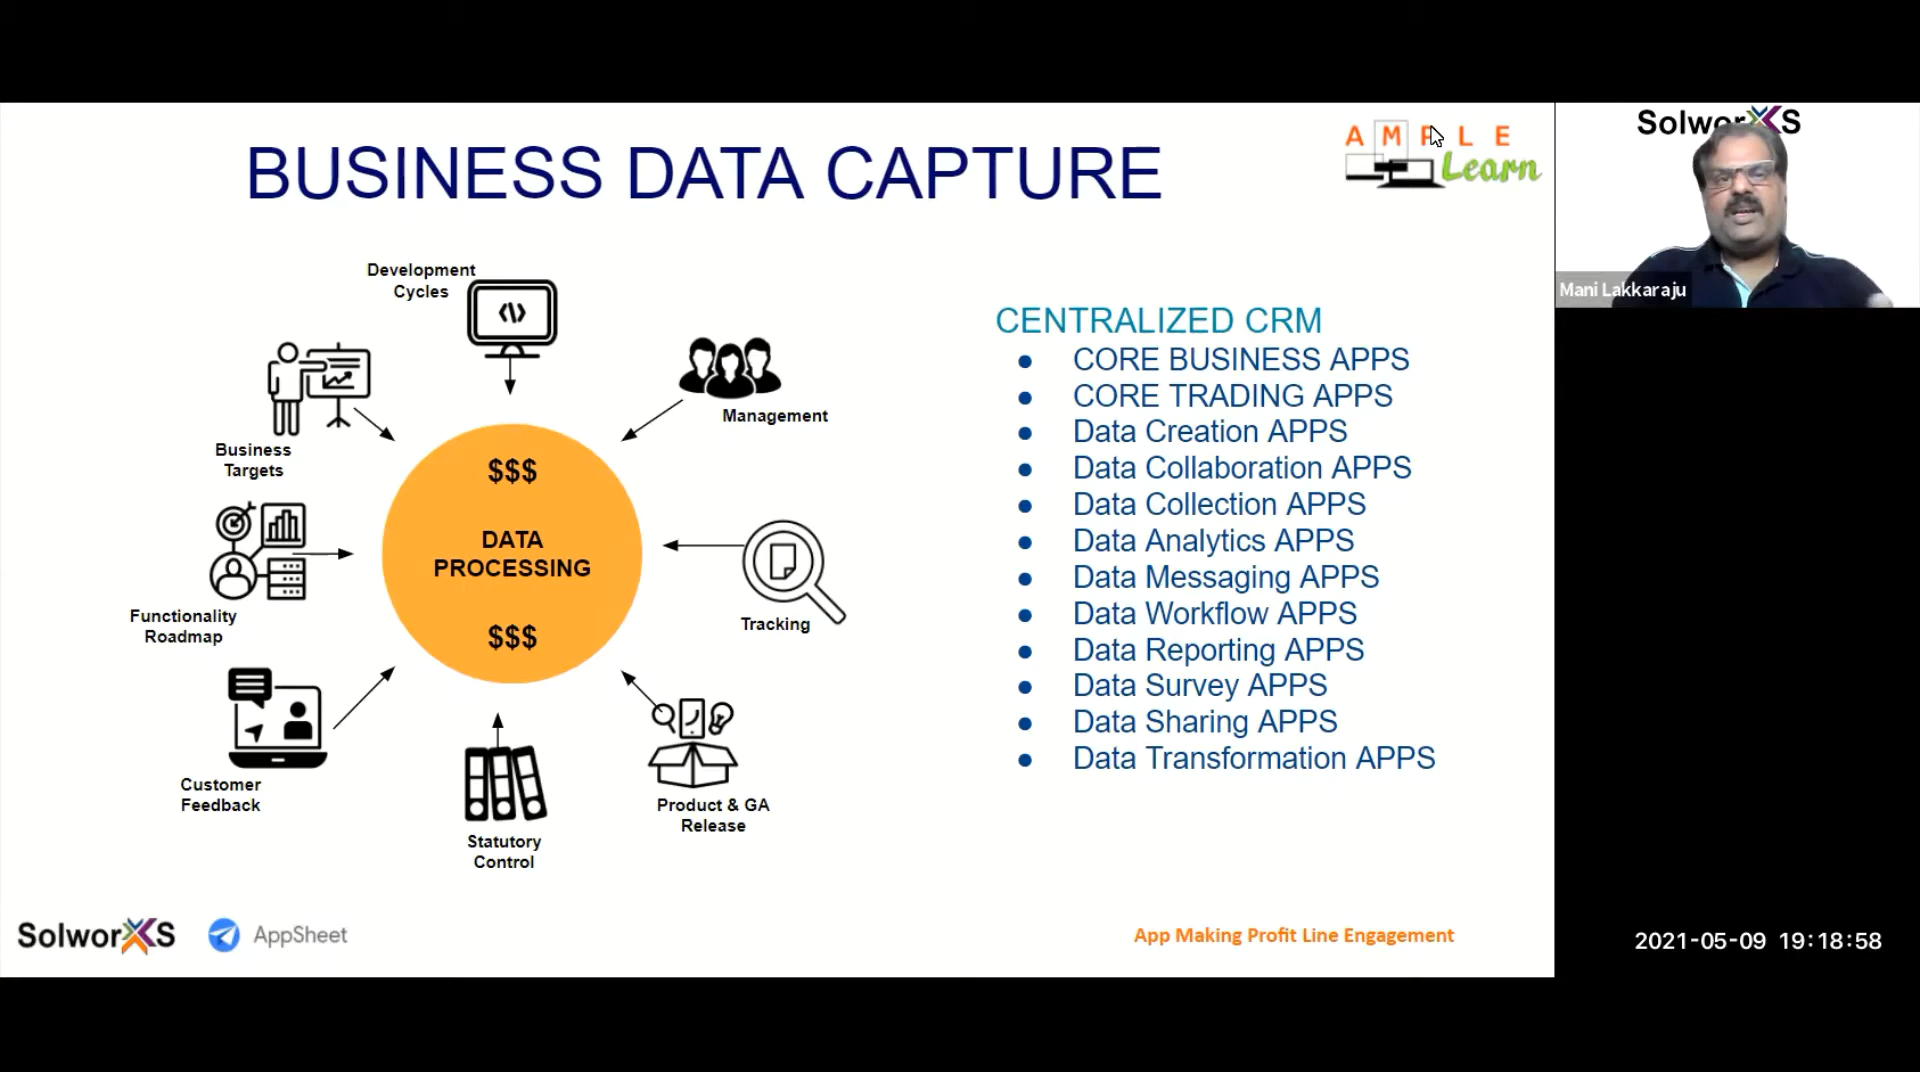 BUSINESS DATA CAPTURE
AMPLE
Learn
SolworXS
Mani Lakkaraju
Development
Cycles
Management
Business
Targets
$$$
DATA
PROCESSING
$$$
Functionality
Roadmap
Tracking
Customer
Feedback
Statutory
Control
Product & GA
Release
CENTRALIZED CRM
● CORE BUSINESS APPS
● CORE TRADING APPS
● Data Creation APPS
● Data Collaboration APPS
● Data Collection APPS
● Data Analytics APPS
● Data Messaging APPS
● Data Workflow APPS
● Data Reporting APPS
● Data Survey APPS
● Data Sharing APPS
● Data Transformation APPS
SolworXS
AppSheet
App Making Profit Line Engagement
2021-05-09 19:18:58